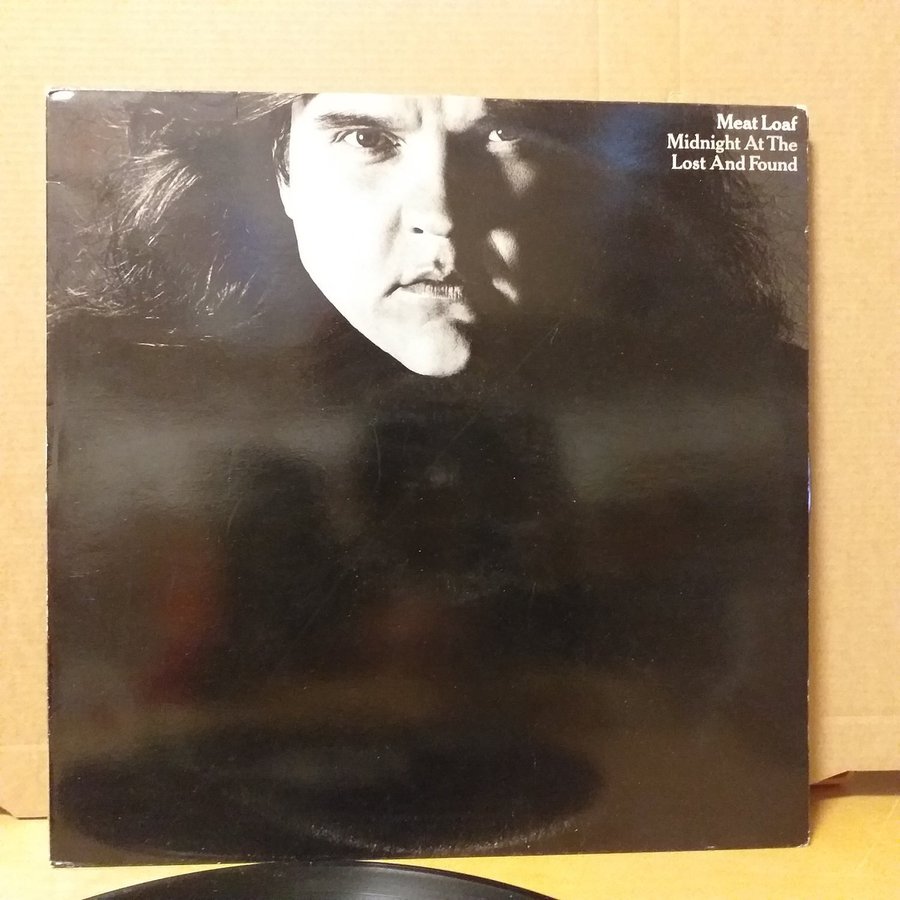 Meat Loaf
Midnight At The
Lost And Found